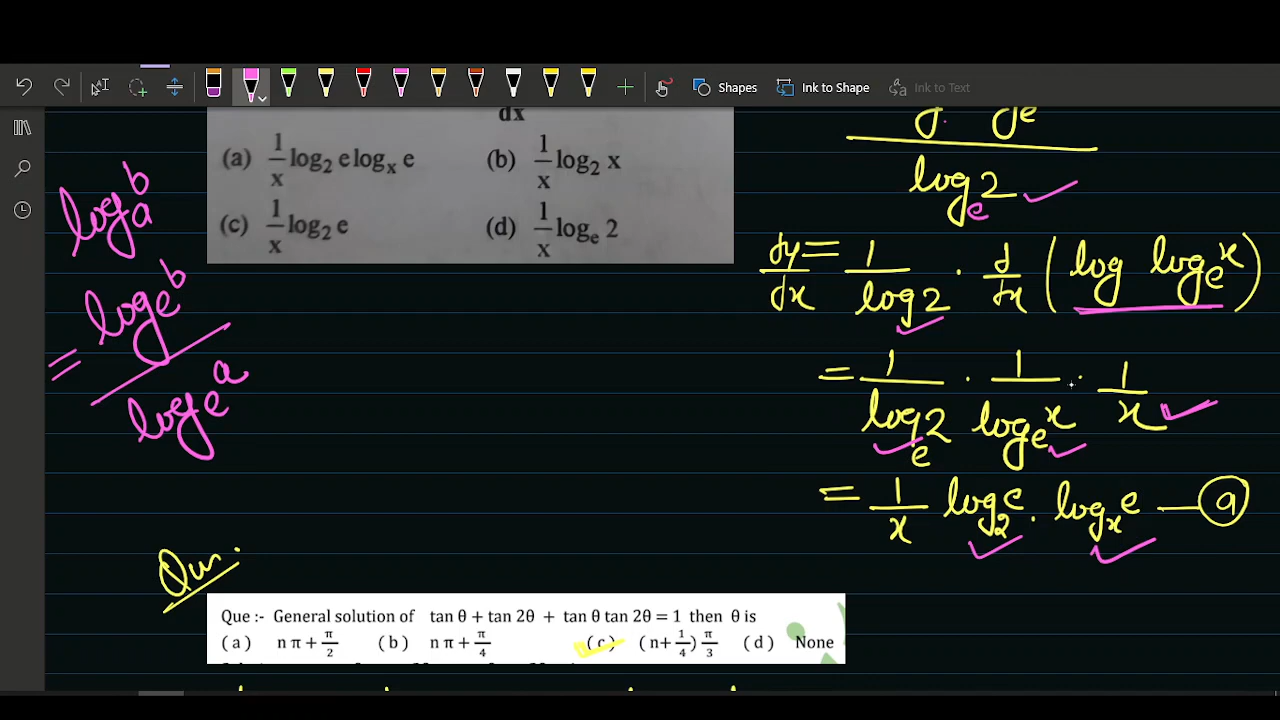 Shapes Ink to Shape Ink to Text
dx
(a) 1/x log₂ e logₓ e (b) 1/x log₂ x
(c) 1/x log₂ e (d) 1/x logₑ 2
logₐ b
= logₑ b / logₑ a
logₑ 2
dy/dx = 1/log 2 · d/dx (log logₑ x)
= 1/logₑ 2 · 1/logₑ x · 1/x
= 1/x log₂ e . logₓ e — (a)
Que :- General solution of tan θ + tan 2θ + tan θ tan 2θ = 1 then θ is
(a) n π + π/2 (b) n π + π/4 (c) (n+ 1/4) π/3 (d) None